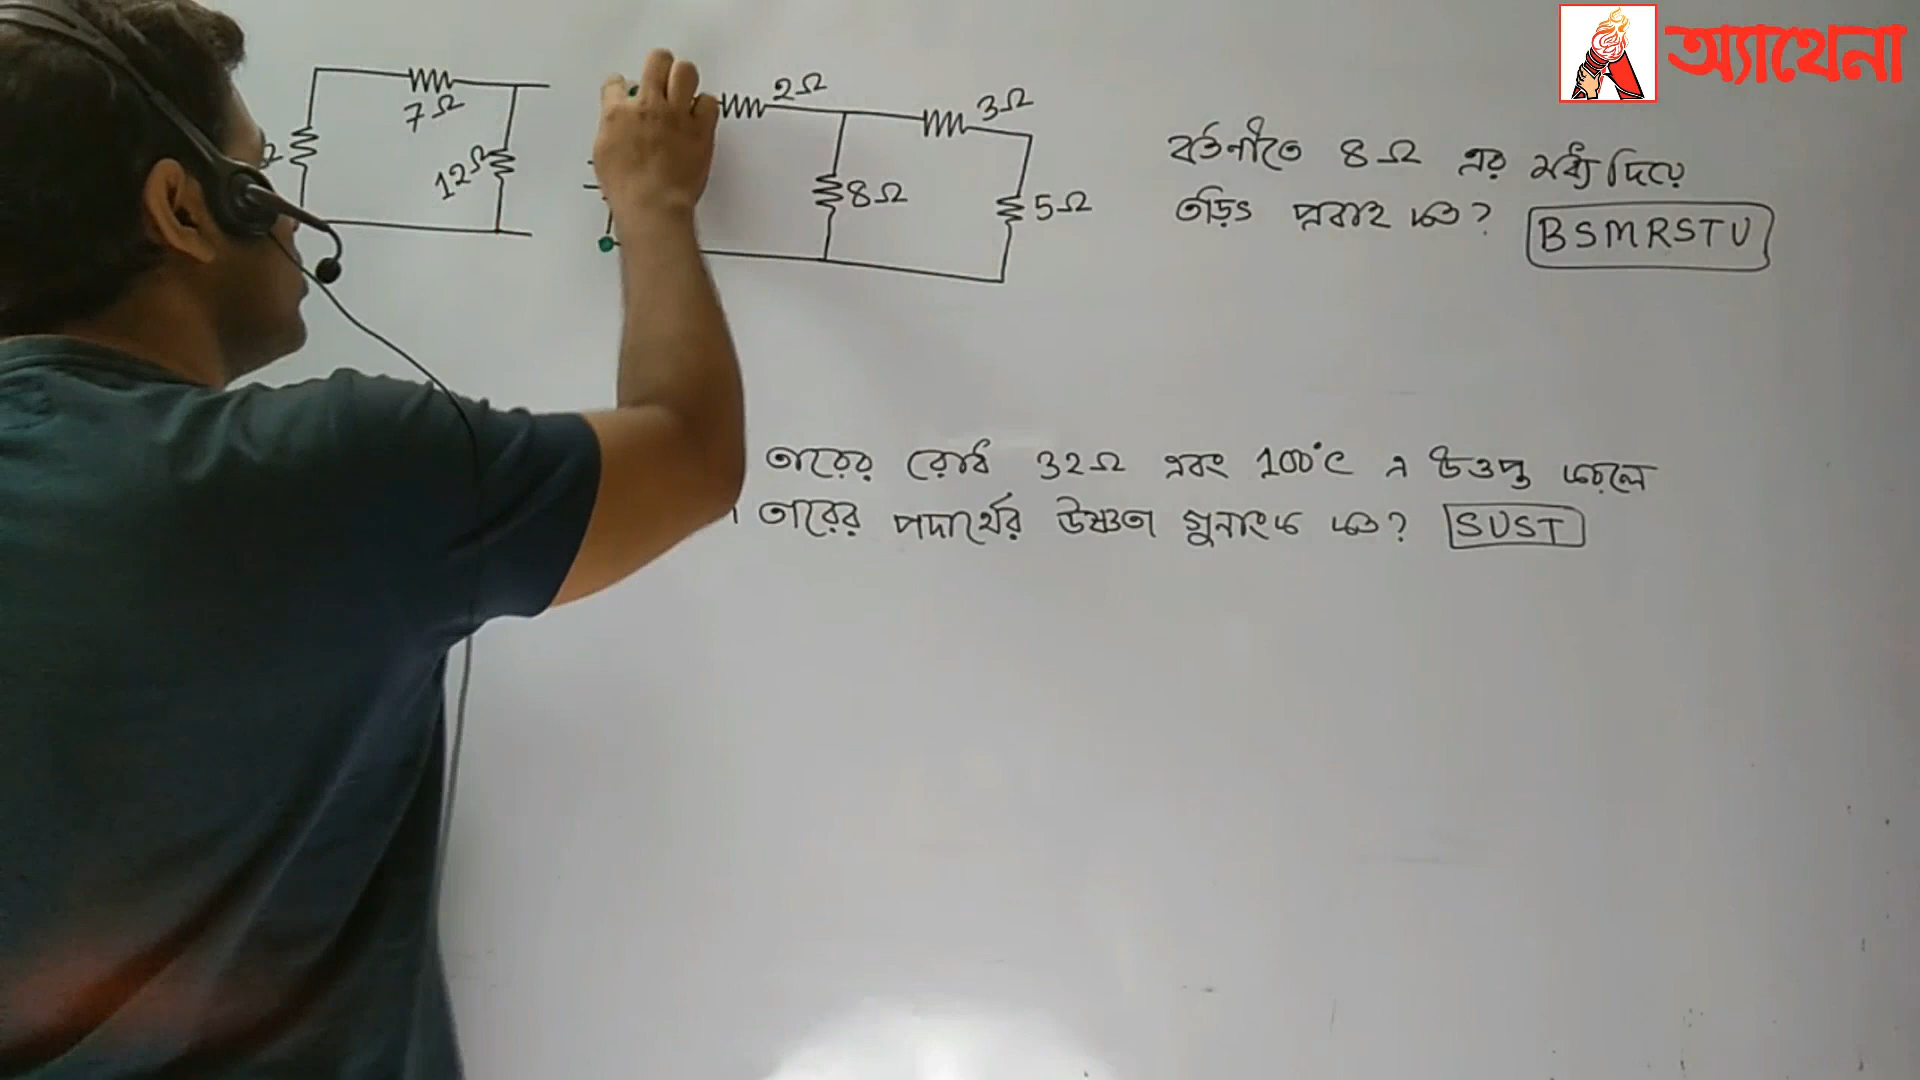 অ্যাথেনা
7Ω
12Ω
2Ω
8Ω
3Ω
5Ω
বর্তনীতে 8Ω এর মধ্য দিয়ে
তড়িৎ প্রবাহ কত? BSMRSTU
তারের রোধ 32Ω এবং 100°C এ উত্তপ্ত করলে
তারের পদার্থের উষ্ণতা গুনাংক কত? SUST